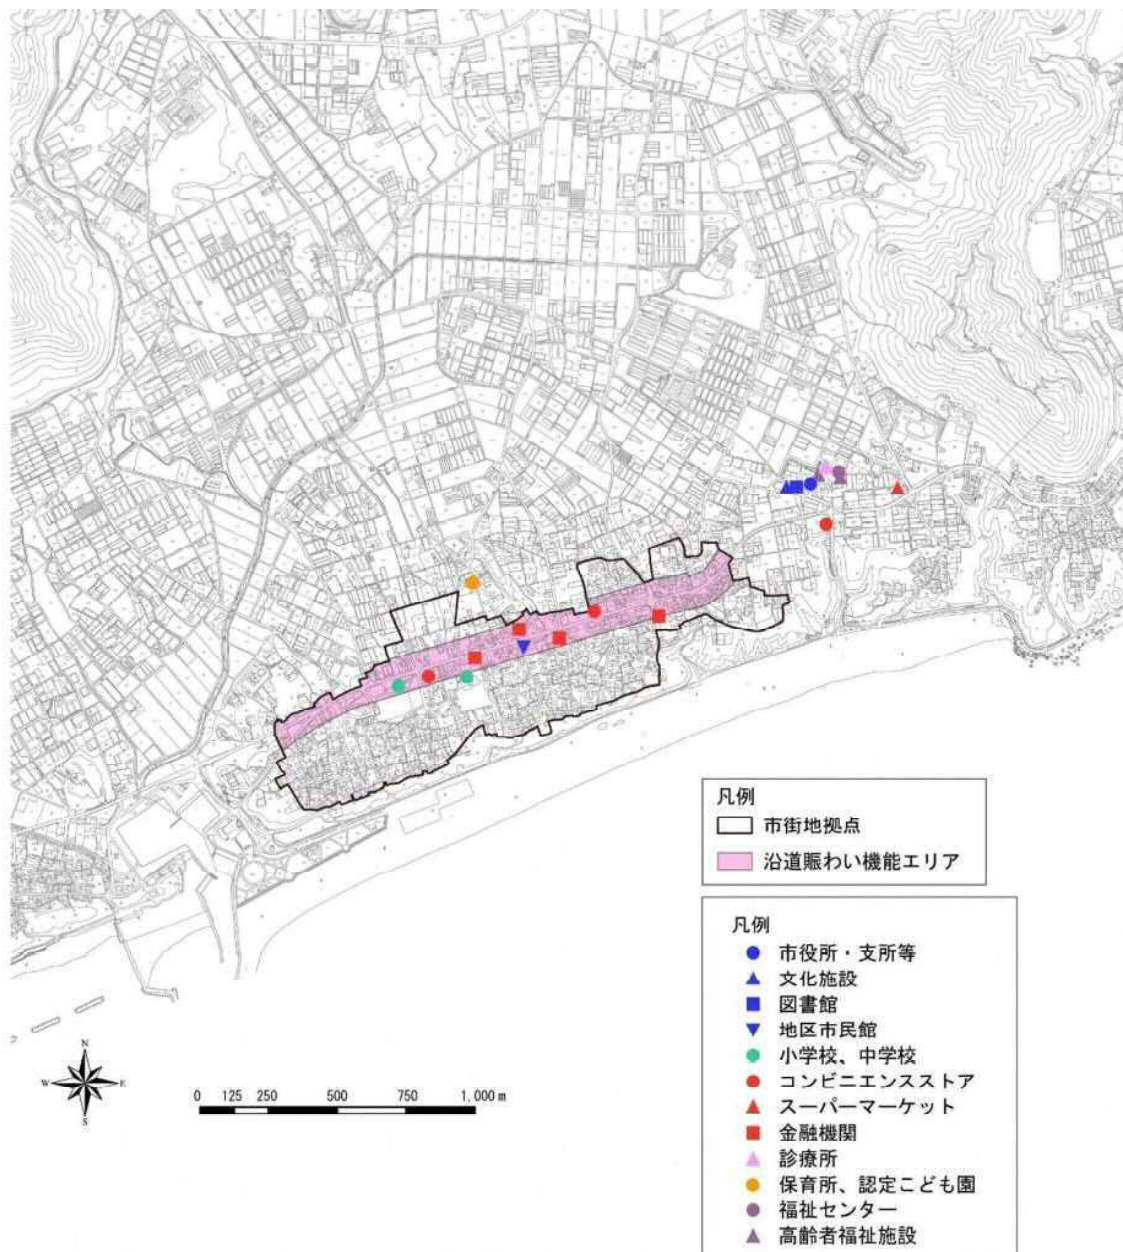 凡例
市街地拠点
沿道賑わい機能エリア
凡例
市役所・支所等
文化施設
図書館
地区市民館
小学校、中学校
コンビニエンスストア
スーパーマーケット
金融機関
診療所
保育所、認定こども園
福祉センター
高齢者福祉施設
N
W E
S
0 125 250 500 750 1,000 m